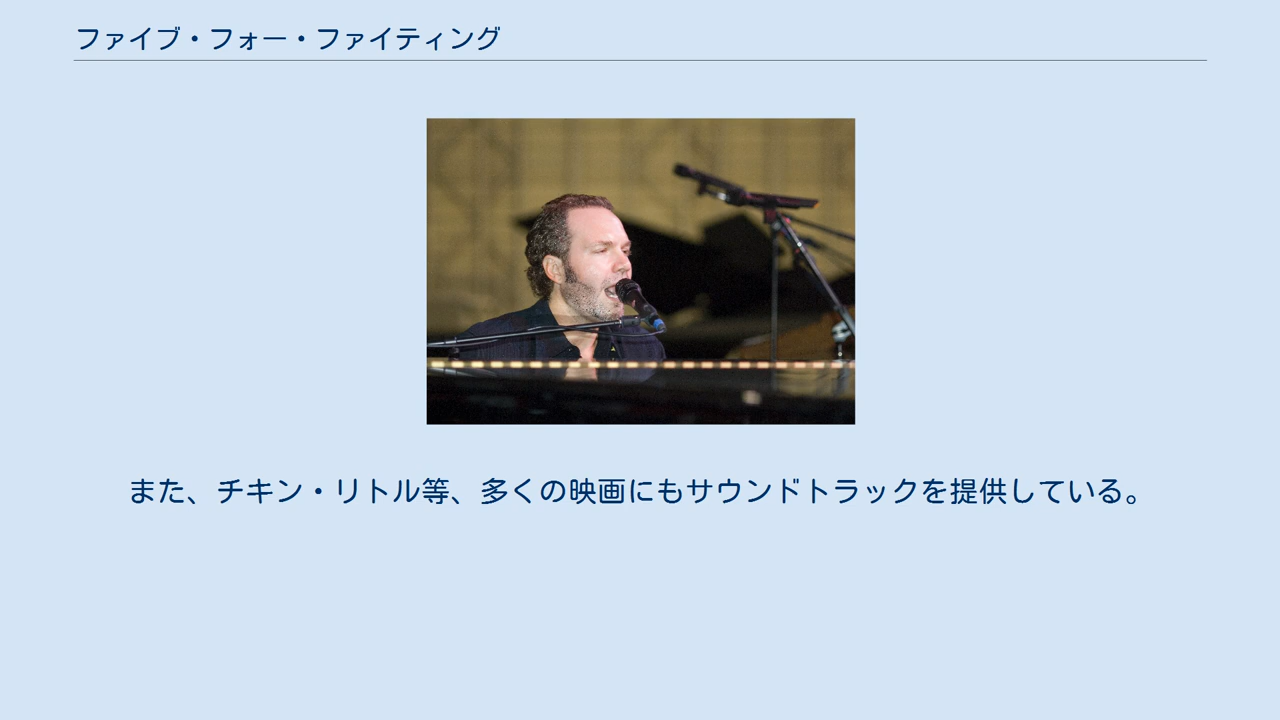 ファイブ・フォー・ファイティング
また、チキン・リトル等、多くの映画にもサウンドトラックを提供している。